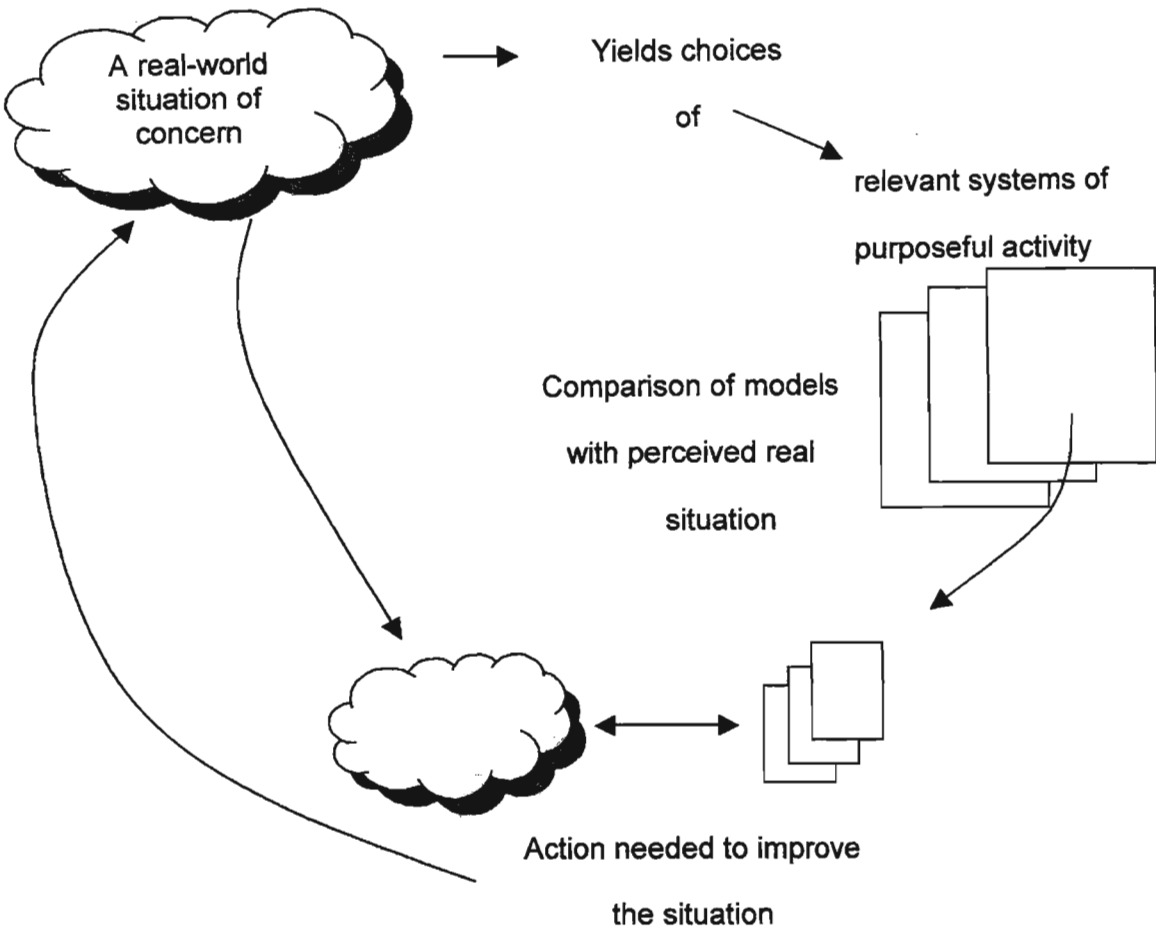 A real-world
situation of
concern
Yields choices
of
relevant systems of
purposeful activity
Comparison of models
with perceived real
situation
Action needed to improve
the situation